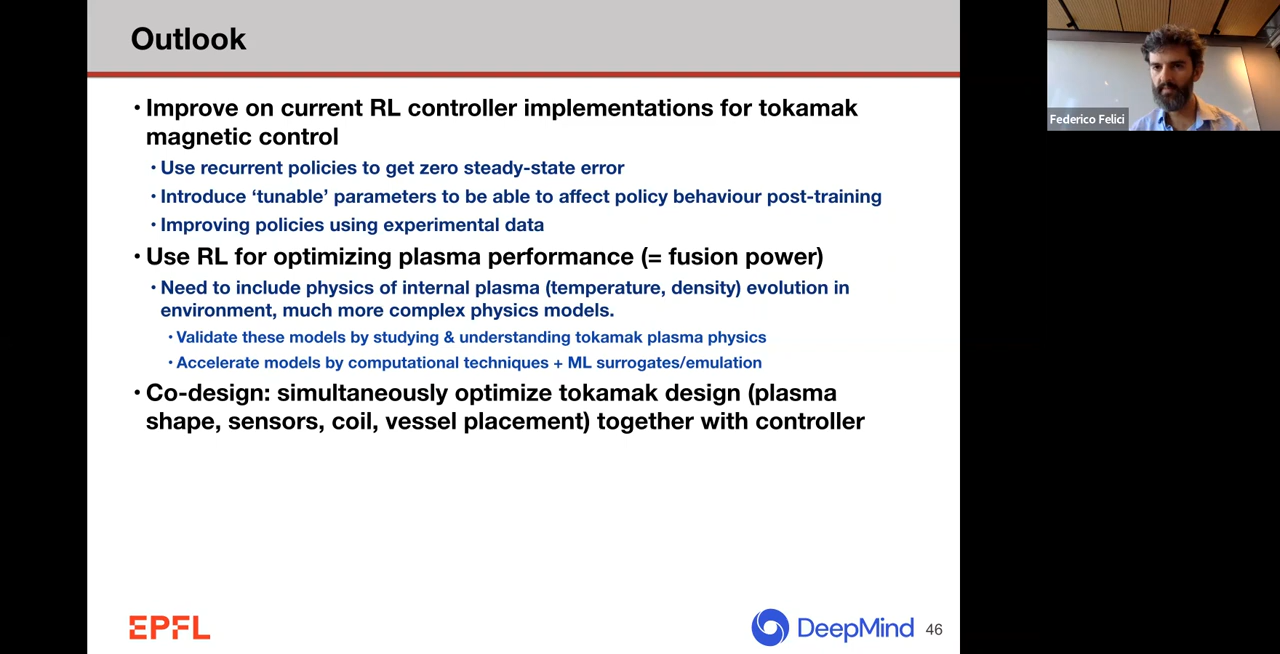 Outlook
• Improve on current RL controller implementations for tokamak
magnetic control
• Use recurrent policies to get zero steady-state error
• Introduce ‘tunable’ parameters to be able to affect policy behaviour post-training
• Improving policies using experimental data
• Use RL for optimizing plasma performance (= fusion power)
• Need to include physics of internal plasma (temperature, density) evolution in
environment, much more complex physics models.
• Validate these models by studying & understanding tokamak plasma physics
• Accelerate models by computational techniques + ML surrogates/emulation
• Co-design: simultaneously optimize tokamak design (plasma
shape, sensors, coil, vessel placement) together with controller
EPFL
DeepMind
46
Federico Felici